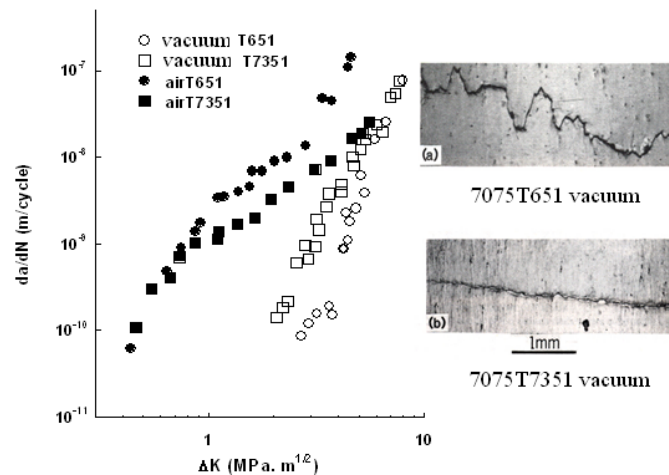 vacuum T651
vacuum T7351
airT651
airT7351
da/dN (m/cycle)
10-7
10-8
10-9
10-10
10-11
1
10
ΔK (MPa. m1/2)
(a)
7075T651 vacuum
(b)
1mm
7075T7351 vacuum